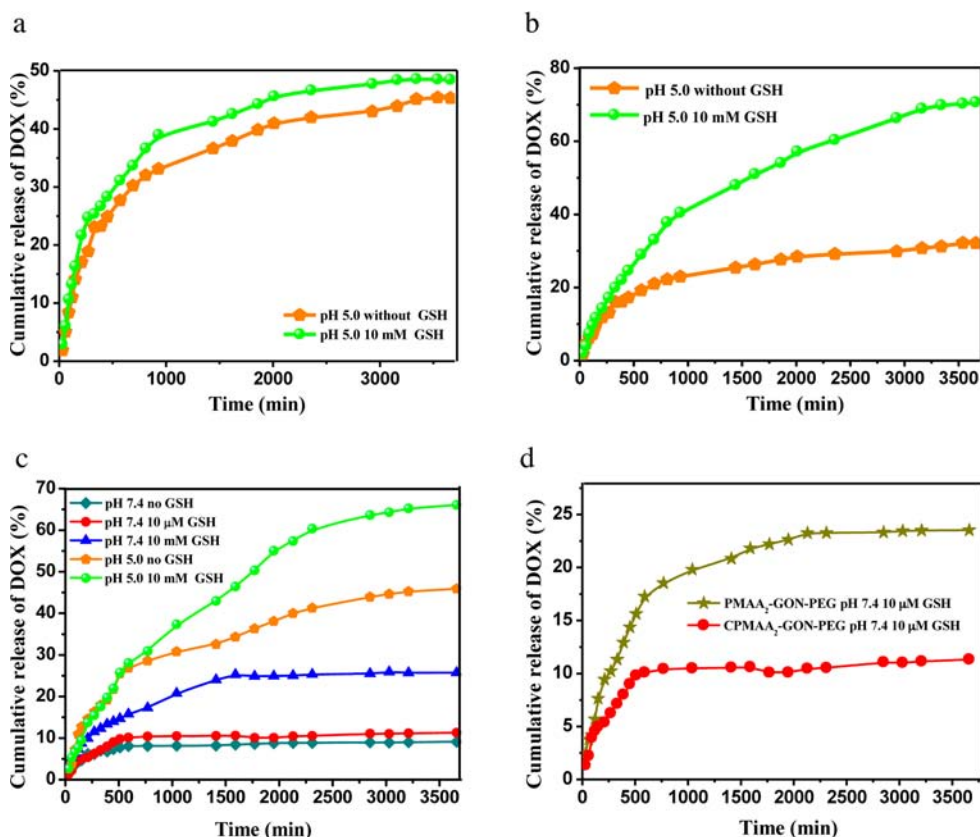 a
Cumulative release of DOX (%)
50
40
30
20
10
0
pH 5.0 without GSH
pH 5.0 10 mM GSH
0 1000 2000 3000
Time (min)
b
Cumulative release of DOX (%)
80
60
40
20
0
pH 5.0 without GSH
pH 5.0 10 mM GSH
0 500 1000 1500 2000 2500 3000 3500
Time (min)
c
Cumulative release of DOX (%)
70
60
50
40
30
20
10
0
pH 7.4 no GSH
pH 7.4 10 μM GSH
pH 7.4 10 mM GSH
pH 5.0 no GSH
pH 5.0 10 mM GSH
0 500 1000 1500 2000 2500 3000 3500
Time (min)
d
Cumulative release of DOX (%)
25
20
15
10
5
0
PMAA₂-GON-PEG pH 7.4 10 μM GSH
CPMAA₂-GON-PEG pH 7.4 10 μM GSH
0 500 1000 1500 2000 2500 3000 3500
Time (min)